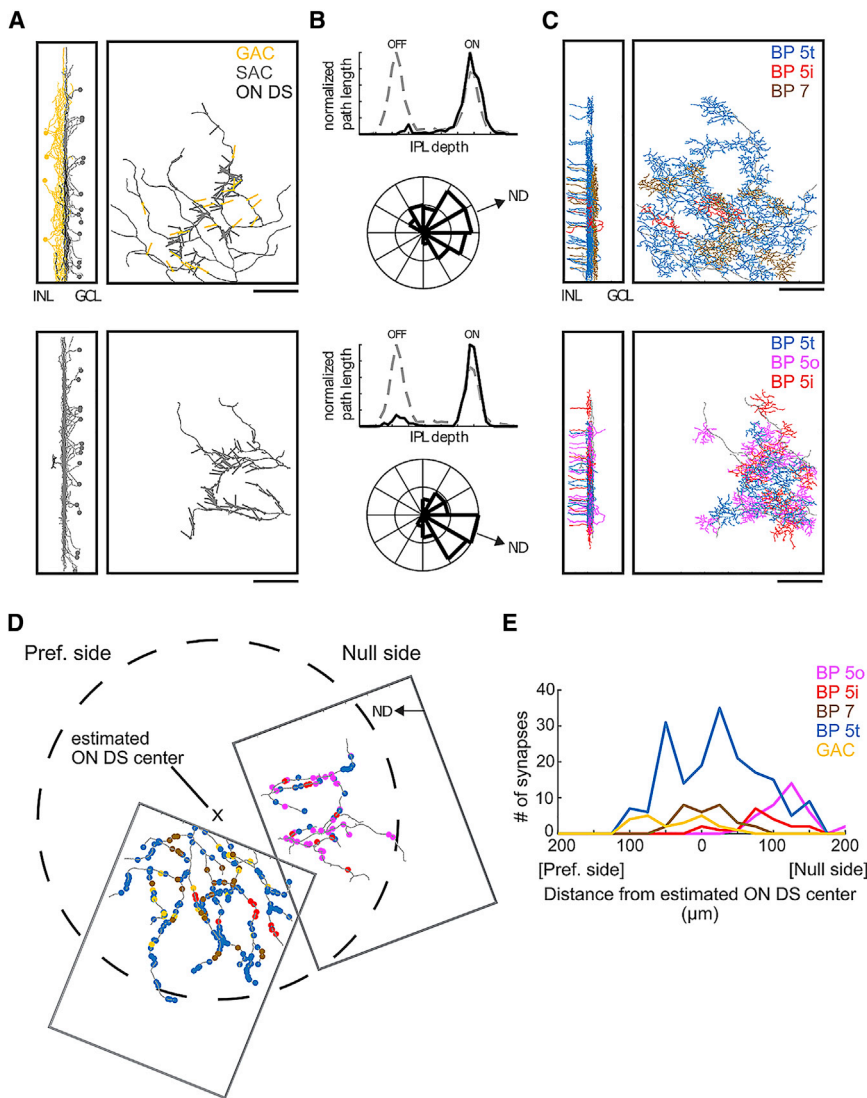 A
GAC
SAC
ON DS
INL
GCL
B
OFF
ON
normalized
path length
IPL depth
ND
OFF
ON
normalized
path length
IPL depth
ND
C
BP 5t
BP 5i
BP 7
INL
GCL
BP 5t
BP 5o
BP 5i
D
Pref. side
Null side
ND
estimated
ON DS center
X
E
BP 5o
BP 5i
BP 7
BP 5t
GAC
# of synapses
40
30
20
10
0
200
100
0
100
200
[Pref. side]
[Null side]
Distance from estimated ON DS center
(µm)